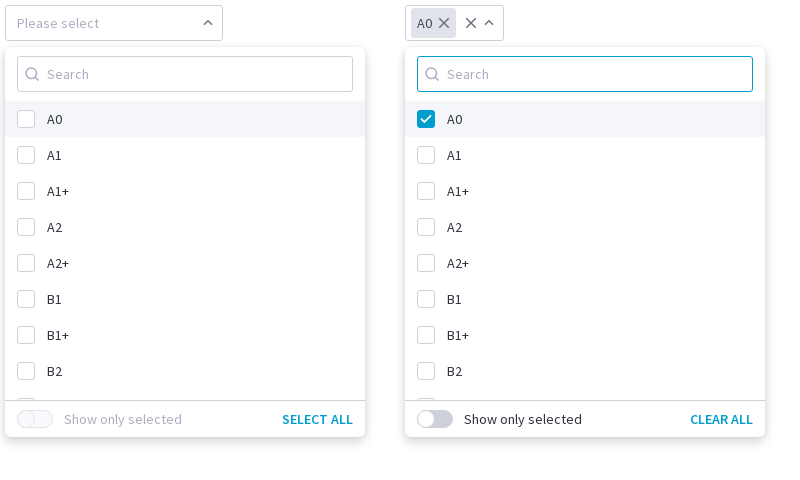 Please select
Search
A0
A1
A1+
A2
A2+
B1
B1+
B2
Show only selected
SELECT ALL
A0
Search
A0
A1
A1+
A2
A2+
B1
B1+
B2
Show only selected
CLEAR ALL